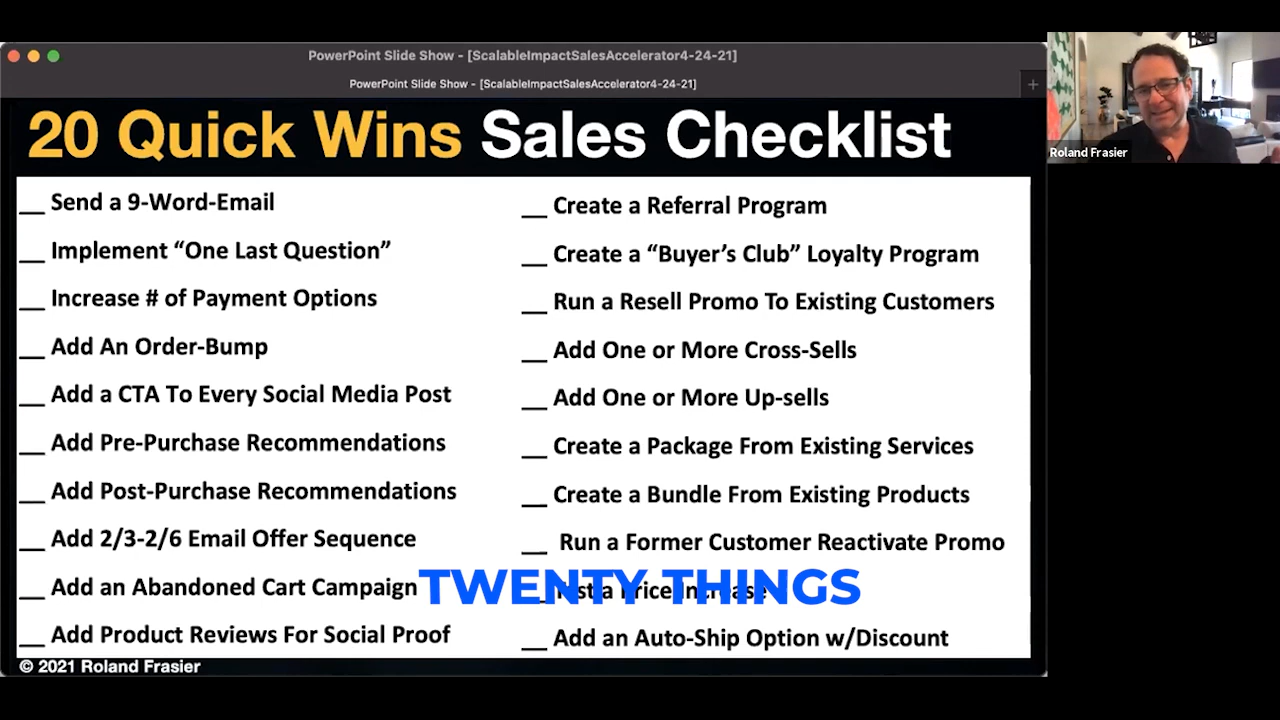 PowerPoint Slide Show - [ScalableImpactSalesAccelerator4-24-21]
PowerPoint Slide Show - [ScalableImpactSalesAccelerator4-24-21]
20 Quick Wins Sales Checklist
__ Send a 9-Word-Email
__ Implement “One Last Question”
__ Increase # of Payment Options
__ Add An Order-Bump
__ Add a CTA To Every Social Media Post
__ Add Pre-Purchase Recommendations
__ Add Post-Purchase Recommendations
__ Add 2/3-2/6 Email Offer Sequence
__ Add an Abandoned Cart Campaign
__ Add Product Reviews For Social Proof
__ Create a Referral Program
__ Create a “Buyer’s Club” Loyalty Program
__ Run a Resell Promo To Existing Customers
__ Add One or More Cross-Sells
__ Add One or More Up-sells
__ Create a Package From Existing Services
__ Create a Bundle From Existing Products
__ Run a Former Customer Reactivate Promo
a Price Increase
__ Add an Auto-Ship Option w/Discount
TWENTY THINGS
© 2021 Roland Frasier
Roland Frasier